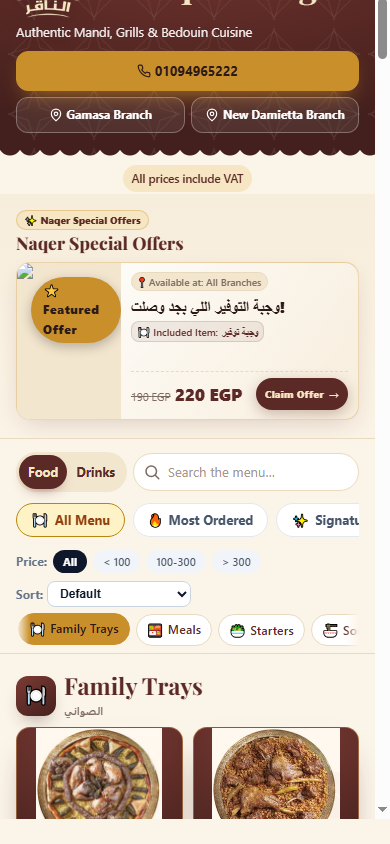 الناقر
Authentic Mandi, Grills & Bedouin Cuisine
01094965222
Gamasa Branch
New Damietta Branch
All prices include VAT
Naqer Special Offers
Naqer Special Offers
Featured
Offer
Available at: All Branches
وجبة التوفير اللي بجد وصلت!
Included Item: وجبة توفير
190 EGP 220 EGP
Claim Offer →
Food
Drinks
Search the menu...
All Menu
Most Ordered
Signatu
Price:
All
< 100
100-300
> 300
Sort:
Default
Family Trays
Meals
Starters
So
Family Trays
الصواني